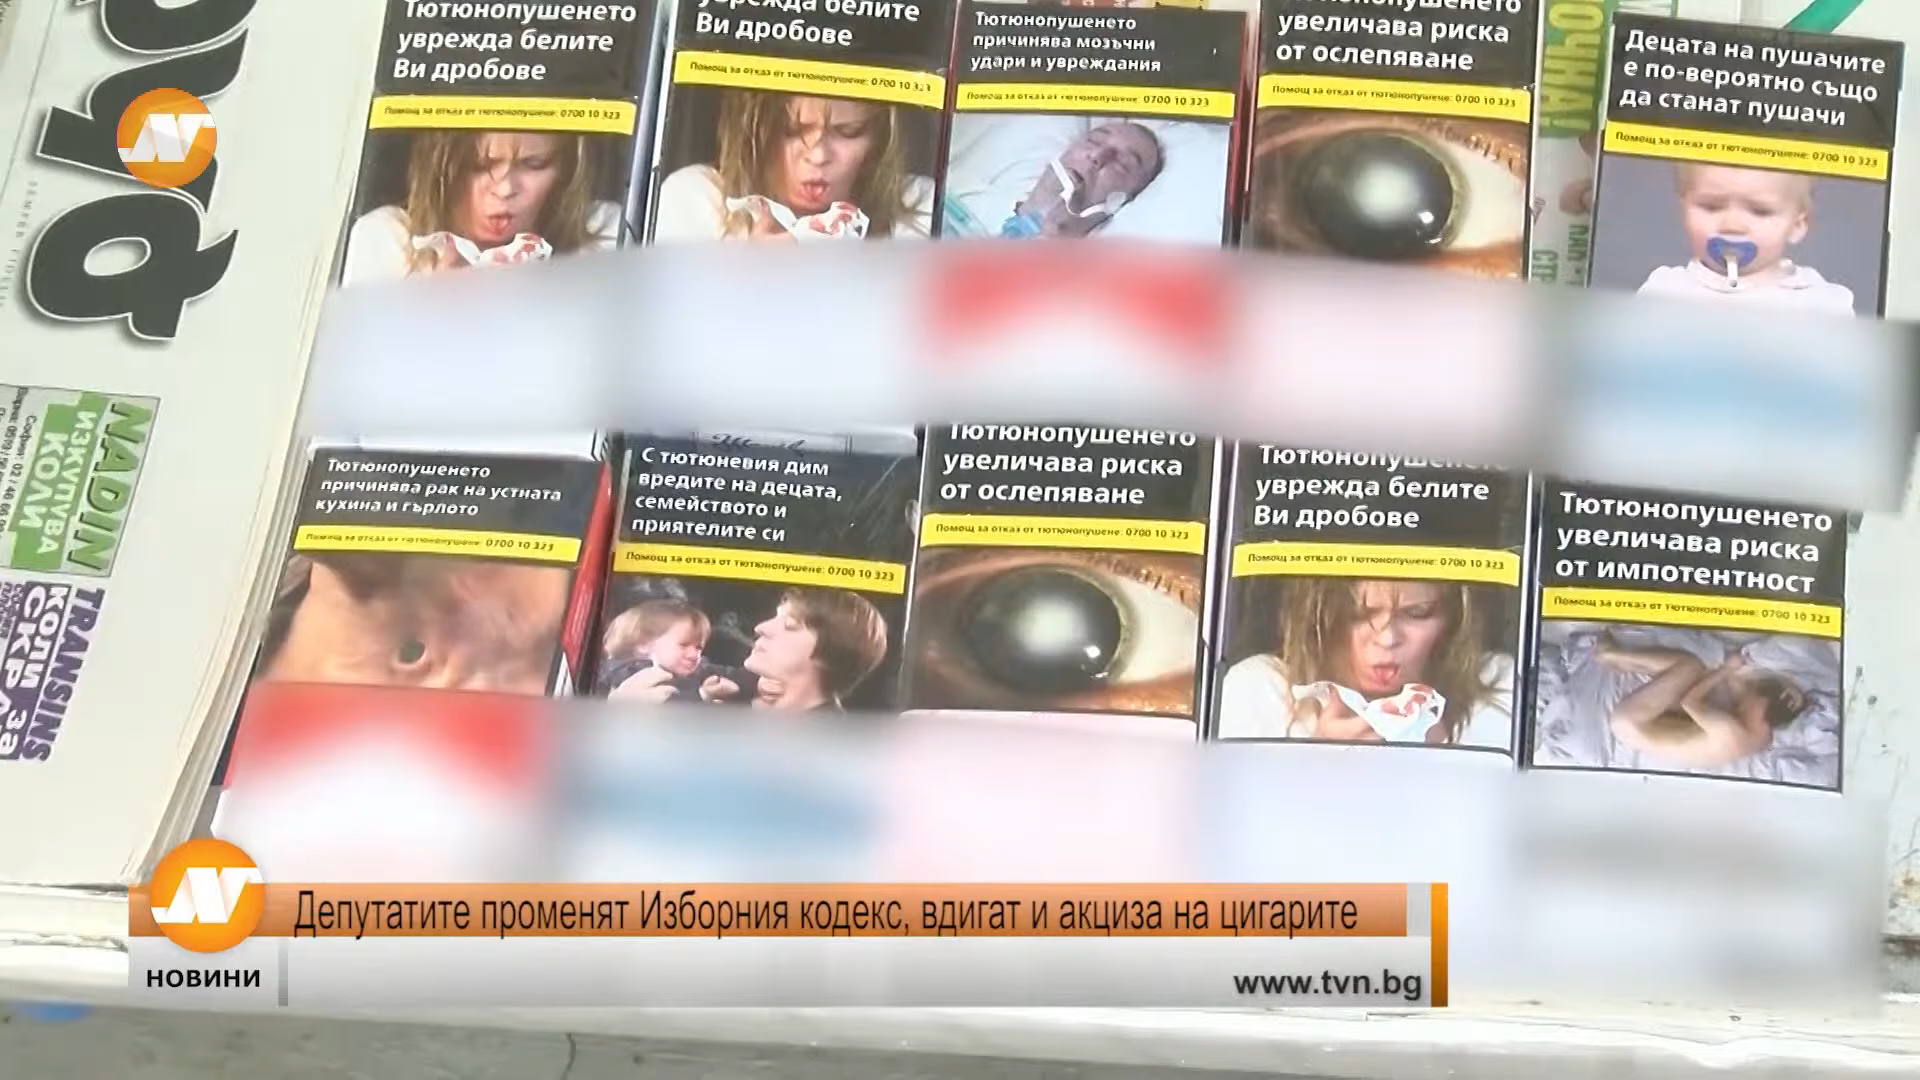 Тютюнопушенето
уврежда белите
Ви дробове
Помощ за отказ от тютюнопушене: 0700 10 323
уврежда белите
Ви дробове
Помощ за отказ от тютюнопушене: 0700 10 323
Тютюнопушенето
причинява мозъчни
удари и увреждания
Помощ за отказ от тютюнопушене: 0700 10 323
увеличава риска
от ослепяване
Помощ за отказ от тютюнопушене: 0700 10 323
Децата на пушачите
е по-вероятно също
да станат пушачи
Помощ за отказ от тютюнопушене: 0700 10 323
Тютюнопушенето
причинява рак на устната
кухина и гърлото
Помощ за отказ от тютюнопушене: 0700 10 323
С тютюневия дим
вредите на децата,
семейството и
приятелите си
Помощ за отказ от тютюнопушене: 0700 10 323
Тютюнопушенето
увеличава риска
от ослепяване
Помощ за отказ от тютюнопушене: 0700 10 323
Тютюнопушенето
уврежда белите
Ви дробове
Помощ за отказ от тютюнопушене: 0700 10 323
Тютюнопушенето
увеличава риска
от импотентност
Помощ за отказ от тютюнопушене: 0700 10 323
NADIN
ИЗКУПУВА
КОЛИ
TRANSINS
КОЛИ ЗА
Депутатите променят Изборния кодекс, вдигат и акциза на цигарите
НОВИНИ
www.tvn.bg